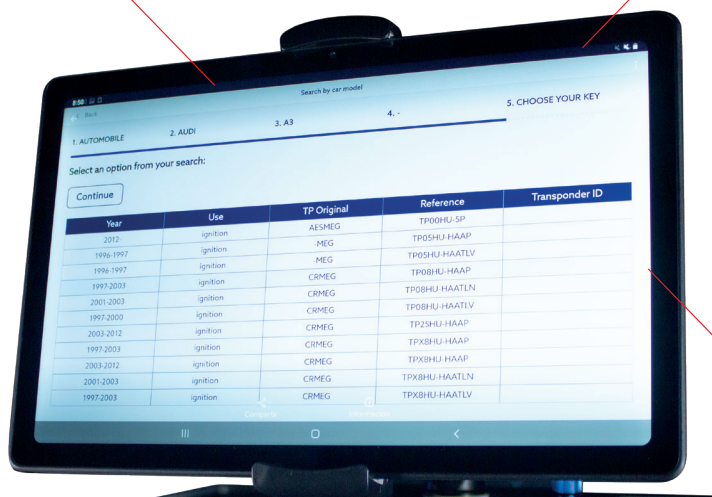 8:50
Back
Search by car model
1. AUTOMOBILE 2. AUDI 3. A3 4. - 5. CHOOSE YOUR KEY
Select an option from your search:
Continue
Year Use TP Original Reference Transponder ID
2012- ignition AESMEG TP00HU-5P
1996-1997 ignition MEG TP05HU-HAAP
1996-1997 ignition MEG TP05HU-HAATLV
1997-2003 ignition CRMEG TP08HU-HAAP
2001-2003 ignition CRMEG TP08HU-HAATLN
1997-2000 ignition CRMEG TP08HU-HAATLV
2003-2012 ignition CRMEG TP25HU-HAAP
1997-2003 ignition CRMEG TPX8HU-HAAP
2003-2012 ignition CRMEG TPX8HU-HAAP
2001-2003 ignition CRMEG TPX8HU-HAATLN
1997-2003 ignition CRMEG TPX8HU-HAATLV